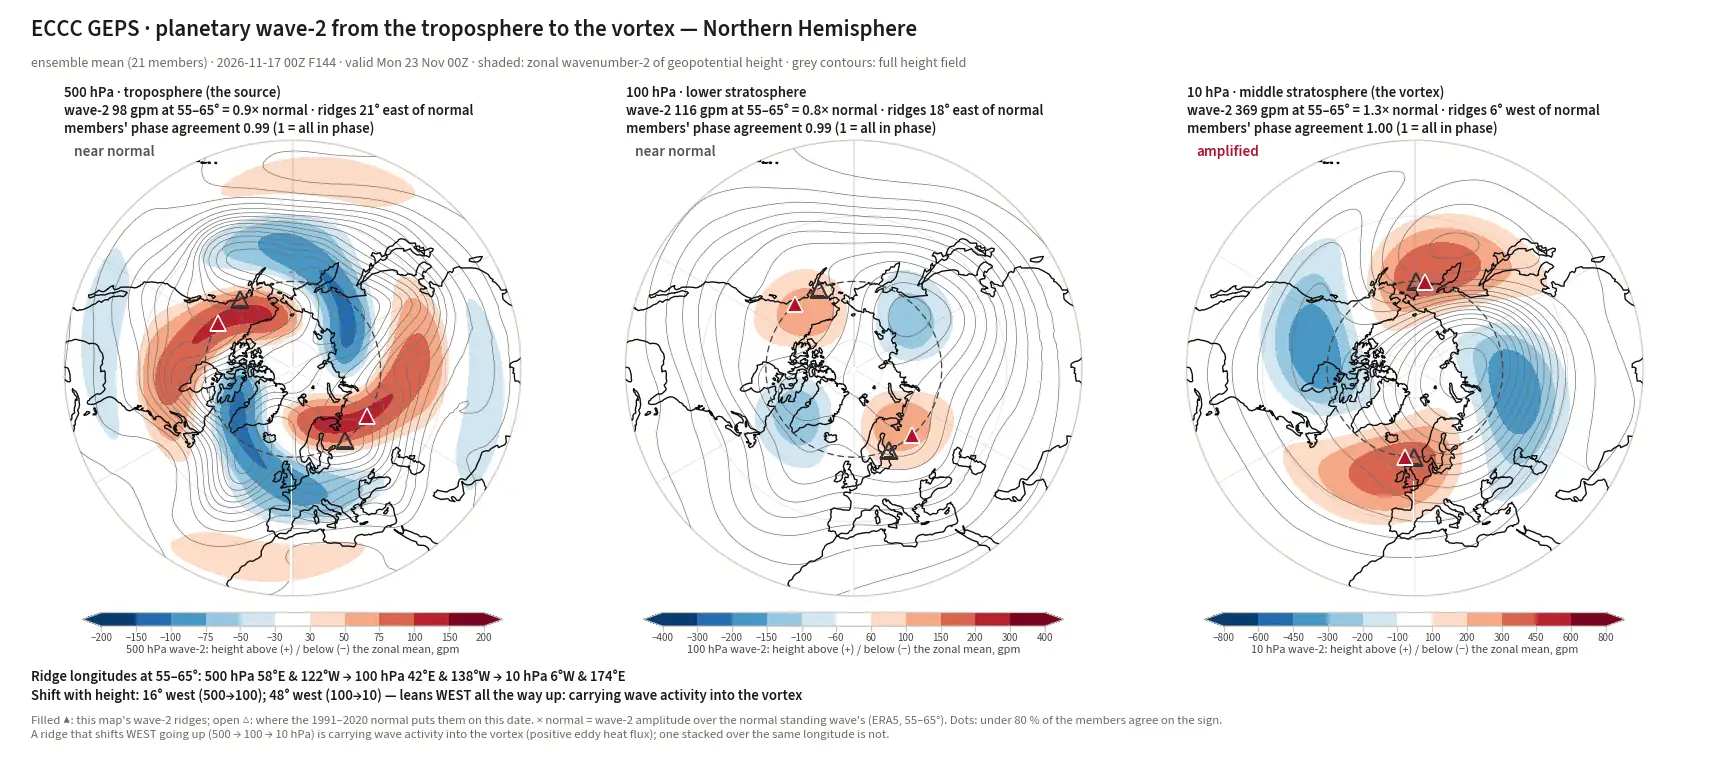 ECCC GEPS · planetary wave-2 from the troposphere to the vortex — Northern Hemisphere
ensemble mean (21 members) · 2026-11-17 00Z F144 · valid Mon 23 Nov 00Z · shaded: zonal wavenumber-2 of geopotential height · grey contours: full height field
500 hPa · troposphere (the source)
wave-2 98 gpm at 55–65° = 0.9× normal · ridges 21° east of normal
members' phase agreement 0.99 (1 = all in phase)
near normal
100 hPa · lower stratosphere
wave-2 116 gpm at 55–65° = 0.8× normal · ridges 18° east of normal
members' phase agreement 0.99 (1 = all in phase)
near normal
10 hPa · middle stratosphere (the vortex)
wave-2 369 gpm at 55–65° = 1.3× normal · ridges 6° west of normal
members' phase agreement 1.00 (1 = all in phase)
amplified
−200 −150 −100 −75 −50 −30 30 50 75 100 150 200
500 hPa wave-2: height above (+) / below (−) the zonal mean, gpm
−400 −300 −200 −150 −100 −60 60 100 150 200 300 400
100 hPa wave-2: height above (+) / below (−) the zonal mean, gpm
−800 −600 −450 −300 −200 −100 100 200 300 450 600 800
10 hPa wave-2: height above (+) / below (−) the zonal mean, gpm
Ridge longitudes at 55–65°: 500 hPa 58°E & 122°W → 100 hPa 42°E & 138°W → 10 hPa 6°W & 174°E
Shift with height: 16° west (500→100); 48° west (100→10) — leans WEST all the way up: carrying wave activity into the vortex
Filled ▲: this map's wave-2 ridges; open △: where the 1991–2020 normal puts them on this date. × normal = wave-2 amplitude over the normal standing wave's (ERA5, 55–65°). Dots: under 80 % of the members agree on the sign.
A ridge that shifts WEST going up (500 → 100 → 10 hPa) is carrying wave activity into the vortex (positive eddy heat flux); one stacked over the same longitude is not.